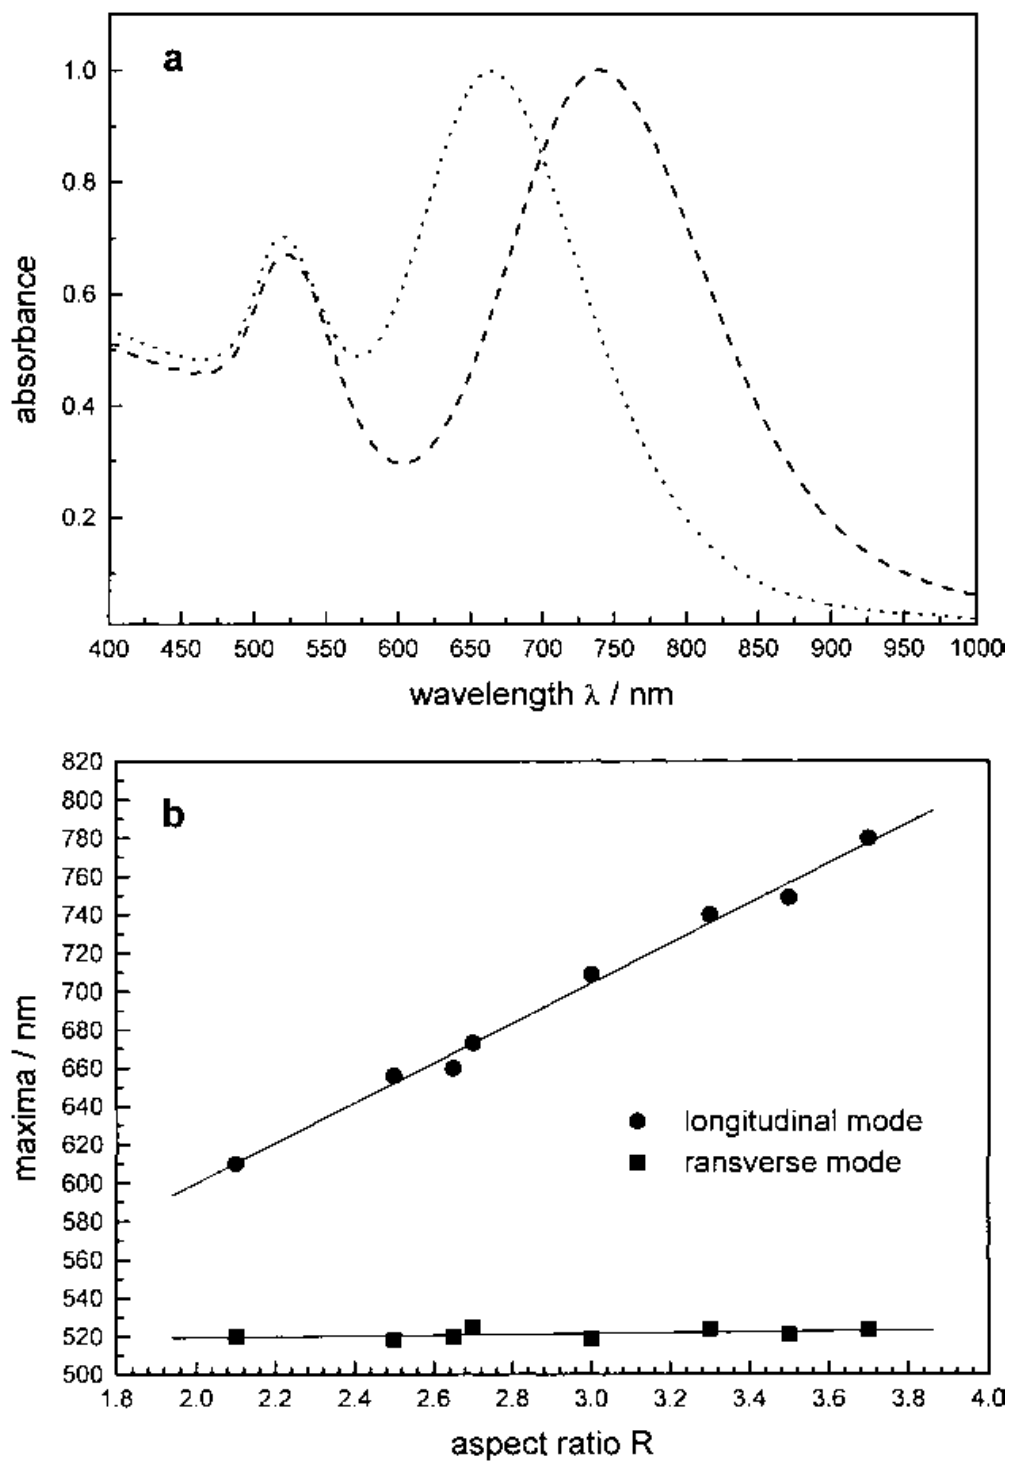 a
1.0
0.8
0.6
0.4
0.2
absorbance
400 450 500 550 600 650 700 750 800 850 900 950 1000
wavelength λ / nm
b
820
800
780
760
740
720
700
680
660
640
620
600
580
560
540
520
500
maxima / nm
longitudinal mode
ransverse mode
1.8 2.0 2.2 2.4 2.6 2.8 3.0 3.2 3.4 3.6 3.8 4.0
aspect ratio R